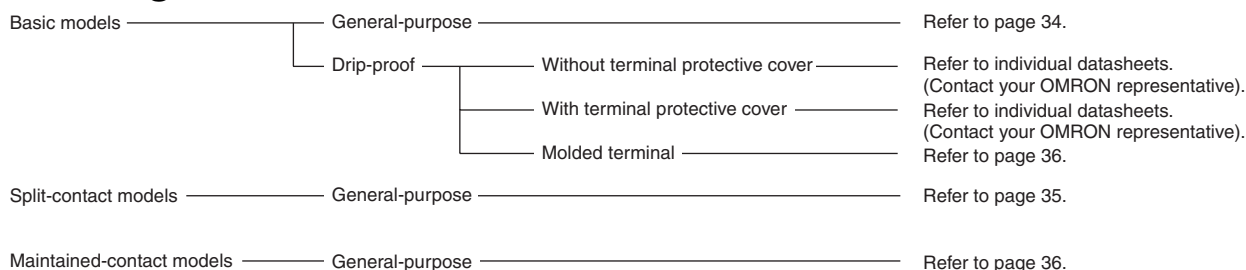 Basic models General-purpose Refer to page 34.
Drip-proof Without terminal protective cover Refer to individual datasheets.
(Contact your OMRON representative).
With terminal protective cover Refer to individual datasheets.
(Contact your OMRON representative).
Molded terminal Refer to page 36.
Split-contact models General-purpose Refer to page 35.
Maintained-contact models General-purpose Refer to page 36.